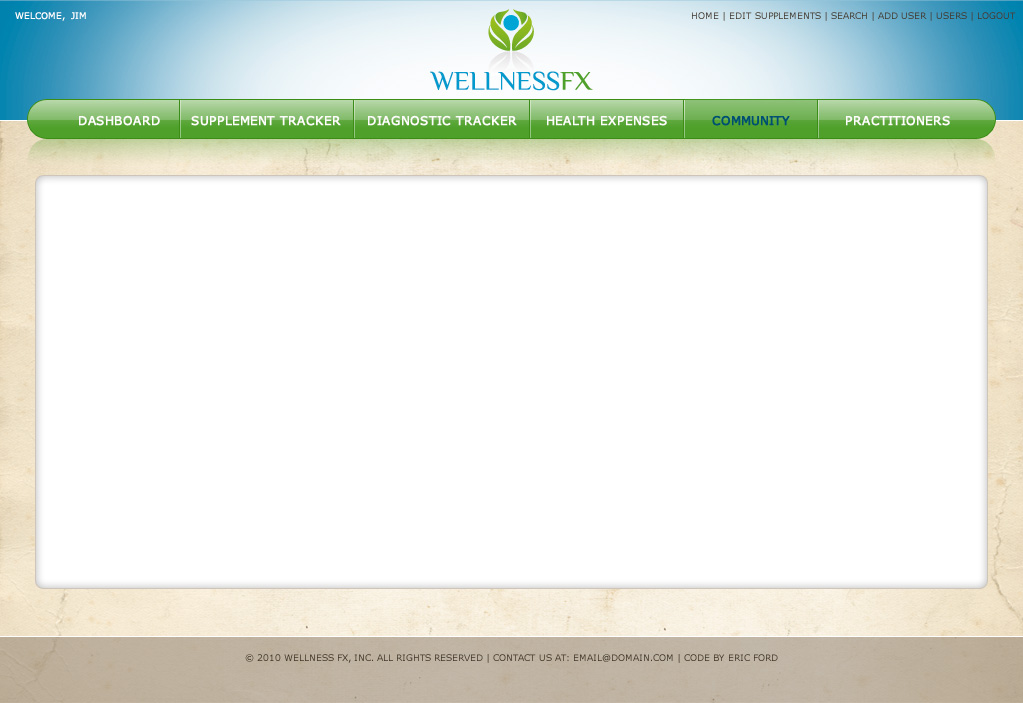 WELCOME, JIM
HOME | EDIT SUPPLEMENTS | SEARCH | ADD USER | USERS | LOGOUT
WELLNESSFX
DASHBOARD SUPPLEMENT TRACKER DIAGNOSTIC TRACKER HEALTH EXPENSES COMMUNITY PRACTITIONERS
© 2010 WELLNESS FX, INC. ALL RIGHTS RESERVED | CONTACT US AT: EMAIL@DOMAIN.COM | CODE BY ERIC FORD